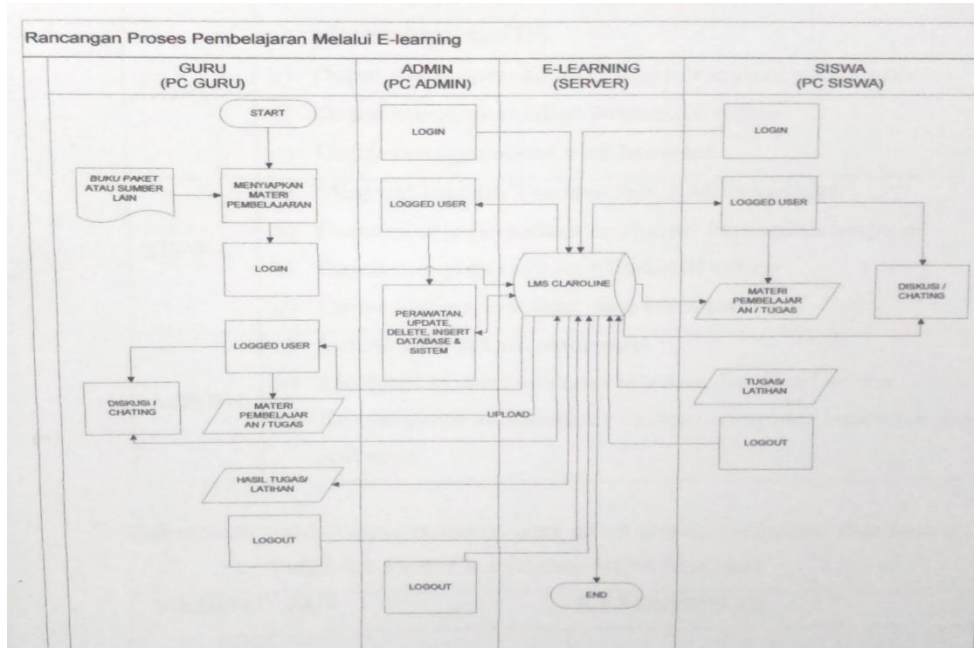 Rancangan Proses Pembelajaran Melalui E-learning
GURU
(PC GURU)
ADMIN
(PC ADMIN)
E-LEARNING
(SERVER)
SISWA
(PC SISWA)
START
LOGIN
LOGIN
BUKU PAKET
ATAU SUMBER
LAIN
MENYIAPKAN
MATERI
PEMBELAJARAN
LOGGED USER
LOGGED USER
LOGIN
LMS CLAROLINE
MATERI
PEMBELAJAR
AN / TUGAS
DISKUSI /
CHATING
PERAWATAN,
UPDATE,
DELETE, INSERT
DATABASE &
SISTEM
LOGGED USER
DISKUSI /
CHATING
MATERI
PEMBELAJAR
AN / TUGAS
UPLOAD
TUGAS/
LATIHAN
LOGOUT
HASIL TUGAS/
LATIHAN
LOGOUT
LOGOUT
END